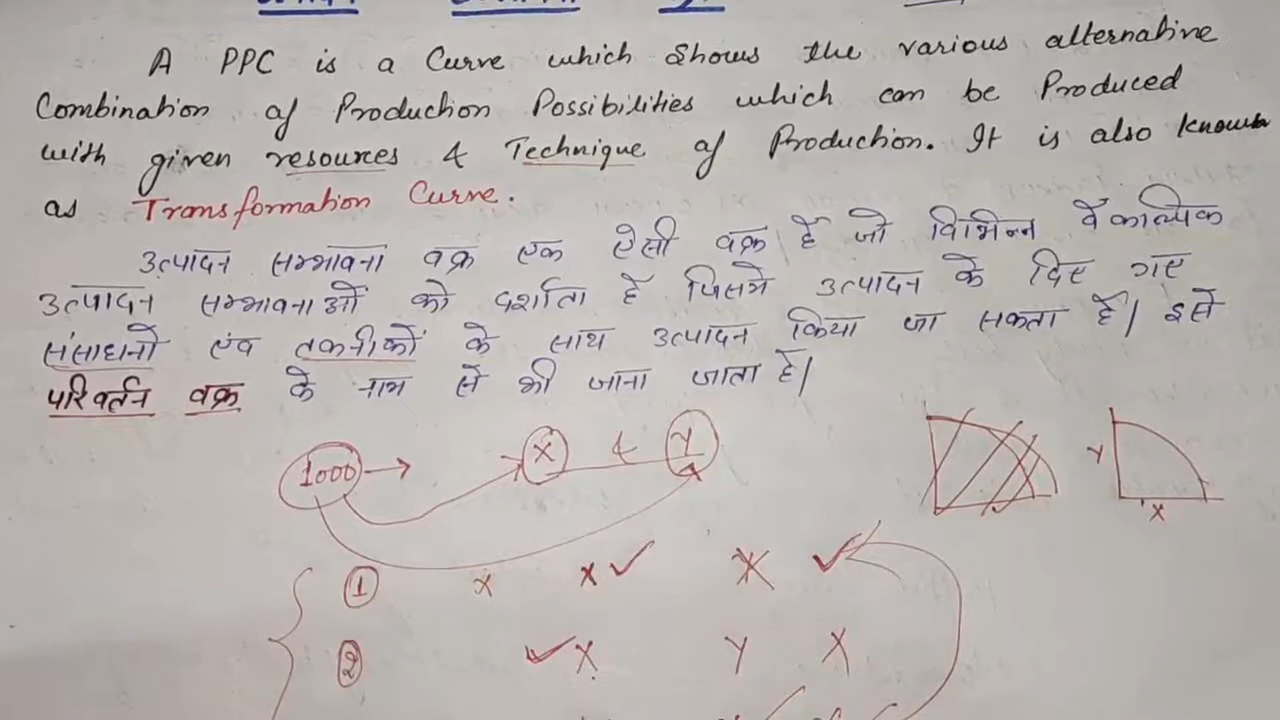 A PPC is a Curve which shows the various alternative
Combination of Production Possibilities which can be Produced
with given resources & Technique of Production. It is also known
as Transformation Curve.
उत्पादन सम्भावना वक्र एक ऐसी वक्र है जो विभिन्न वैकल्पिक
उत्पादन सम्भावनाओं को दर्शाता है जिसमे उत्पादन के दिए गए
संसाधनो एंव तकनीकों के साथ उत्पादन किया जा सकता है। इसे
परिवर्तन वक्र के नाम से भी जाना जाता है।
1000 → X & Y
Y
X
1 X X ✓ X ✓
2 ✓ X Y X